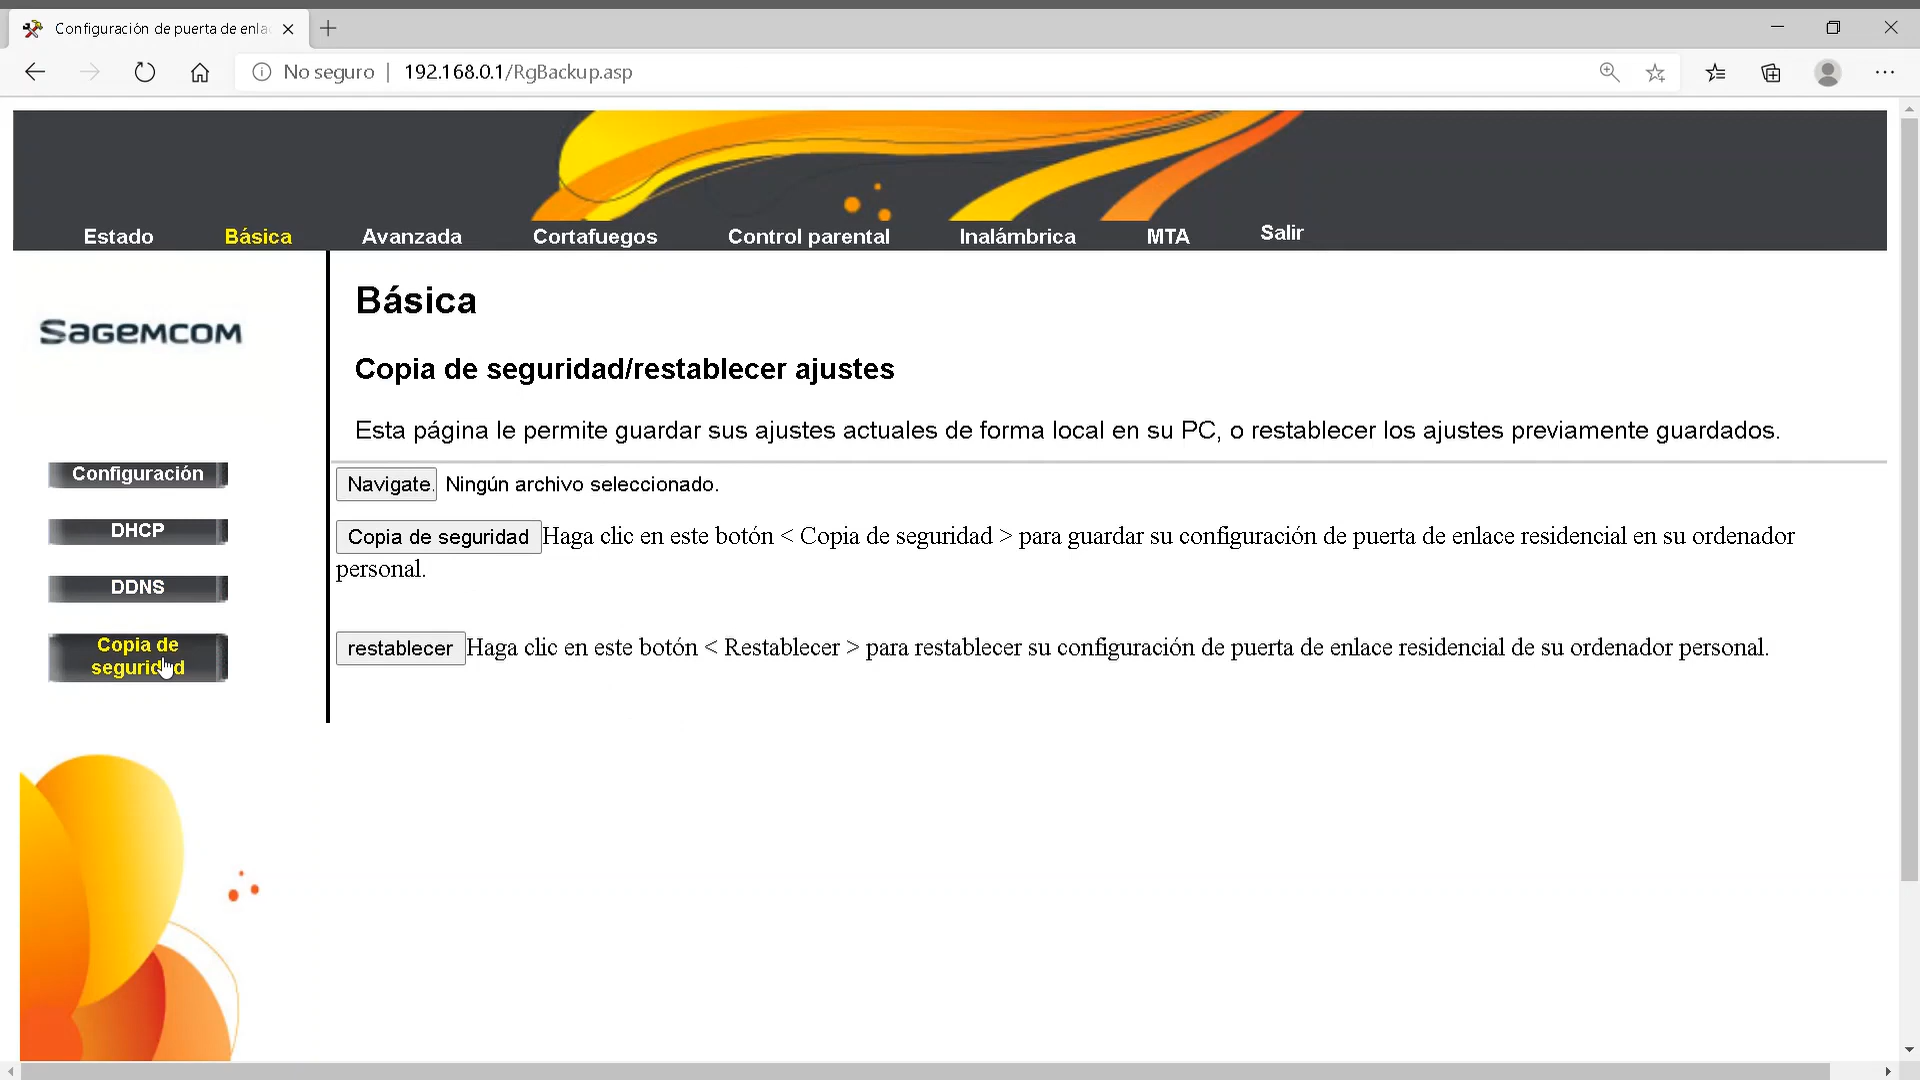 Configuración de puerta de enla
No seguro | 192.168.0.1/RgBackup.asp
Estado Básica Avanzada Cortafuegos Control parental Inalámbrica MTA Salir
SAGEMCOM
Configuración
DHCP
DDNS
Copia de
seguridad
Básica
Copia de seguridad/restablecer ajustes
Esta página le permite guardar sus ajustes actuales de forma local en su PC, o restablecer los ajustes previamente guardados.
Navigate. Ningún archivo seleccionado.
Copia de seguridad Haga clic en este botón < Copia de seguridad > para guardar su configuración de puerta de enlace residencial en su ordenador
personal.
restablecer Haga clic en este botón < Restablecer > para restablecer su configuración de puerta de enlace residencial de su ordenador personal.